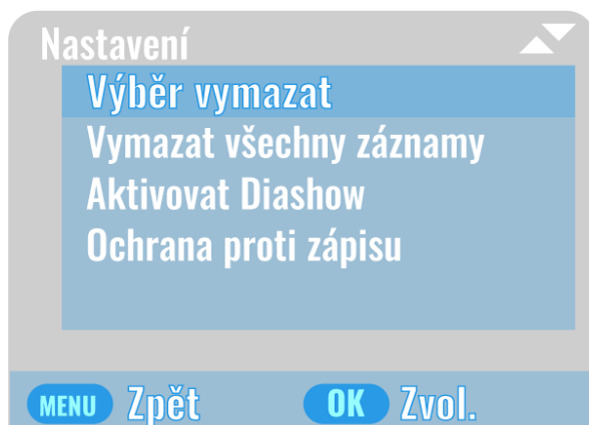 Nastavení
Výběr vymazat
Vymazat všechny záznamy
Aktivovat Diashow
Ochrana proti zápisu
MENU Zpět OK Zvol.